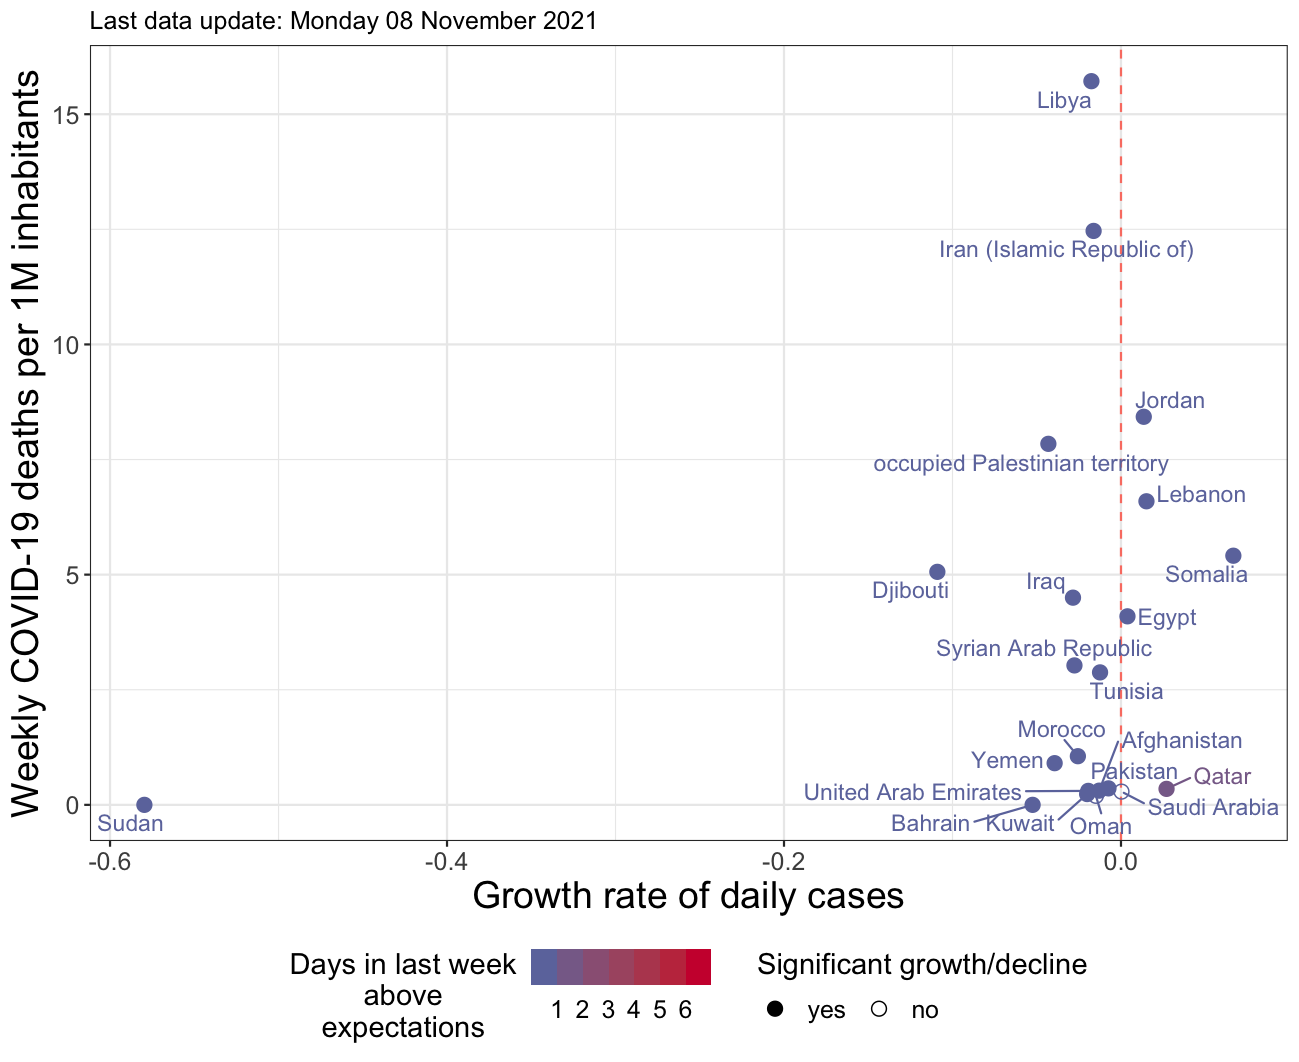 Last data update: Monday 08 November 2021
Weekly COVID-19 deaths per 1M inhabitants
15
10
5
0
Libya
Iran (Islamic Republic of)
Jordan
occupied Palestinian territory
Lebanon
Somalia
Djibouti
Iraq
Egypt
Syrian Arab Republic
Tunisia
Morocco
Afghanistan
Yemen
Pakistan
Qatar
United Arab Emirates
Saudi Arabia
Sudan
Bahrain
Kuwait
Oman
-0.6
-0.4
-0.2
0.0
Growth rate of daily cases
Days in last week
above
expectations
1 2 3 4 5 6
Significant growth/decline
yes
no